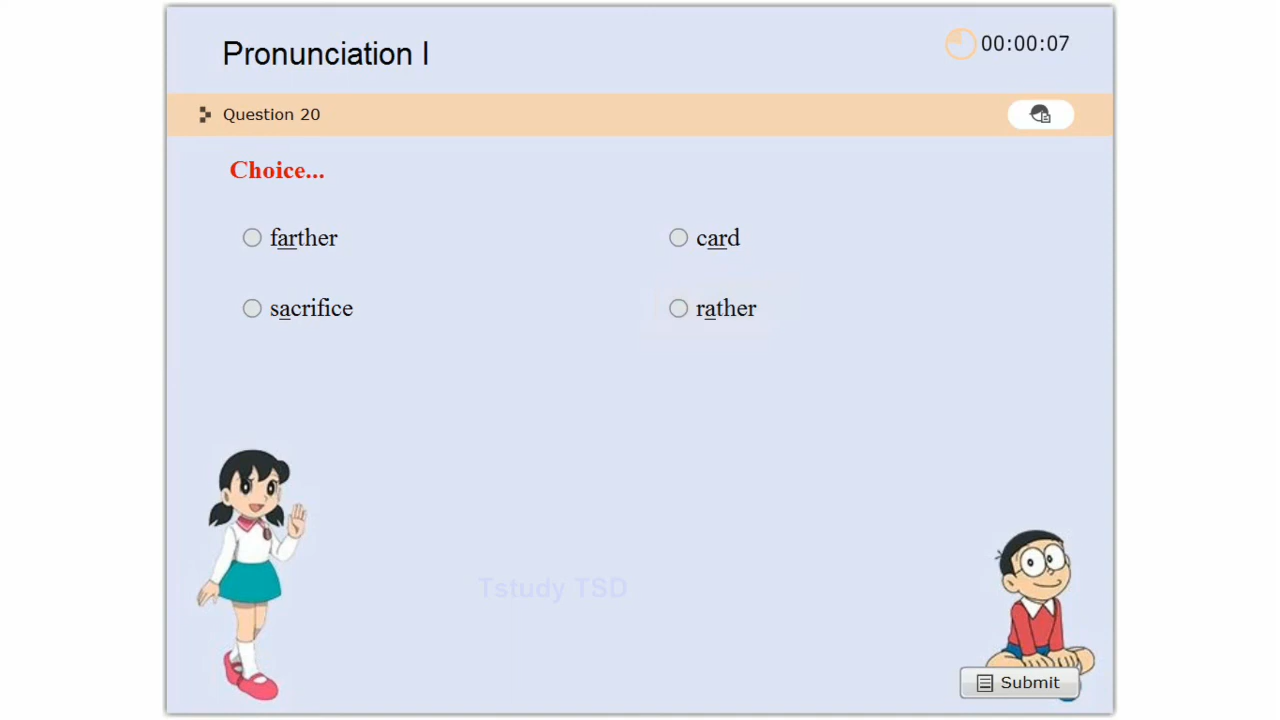 Pronunciation I
00:00:07
Question 20
Choice...
farther
card
sacrifice
rather
Tstudy TSD
Submit